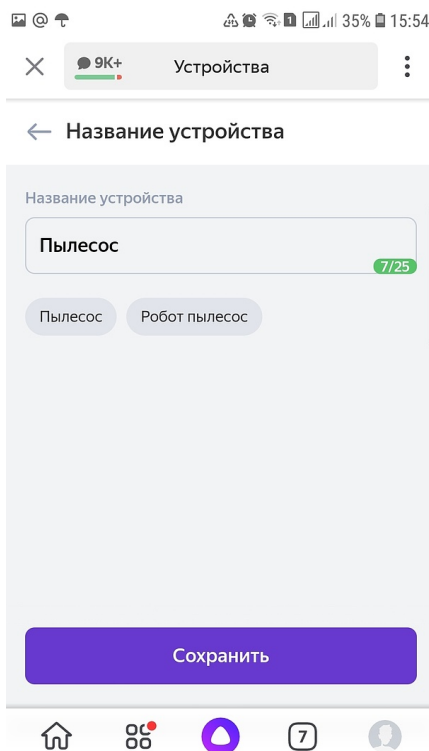 35% 15:54
9K+ Устройства
Название устройства
Название устройства
Пылесос
7/25
Пылесос Робот пылесос
Сохранить
7